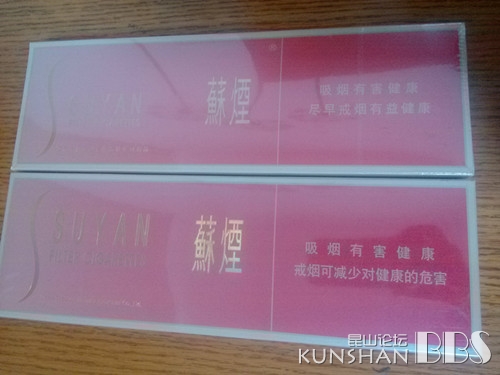 SUYAN
蘇煙
吸烟有害健康
尽早戒烟有益健康
SUYAN
蘇煙
吸烟有害健康
戒烟可减少对健康的危害
昆山论坛
KUNSHAN BBS